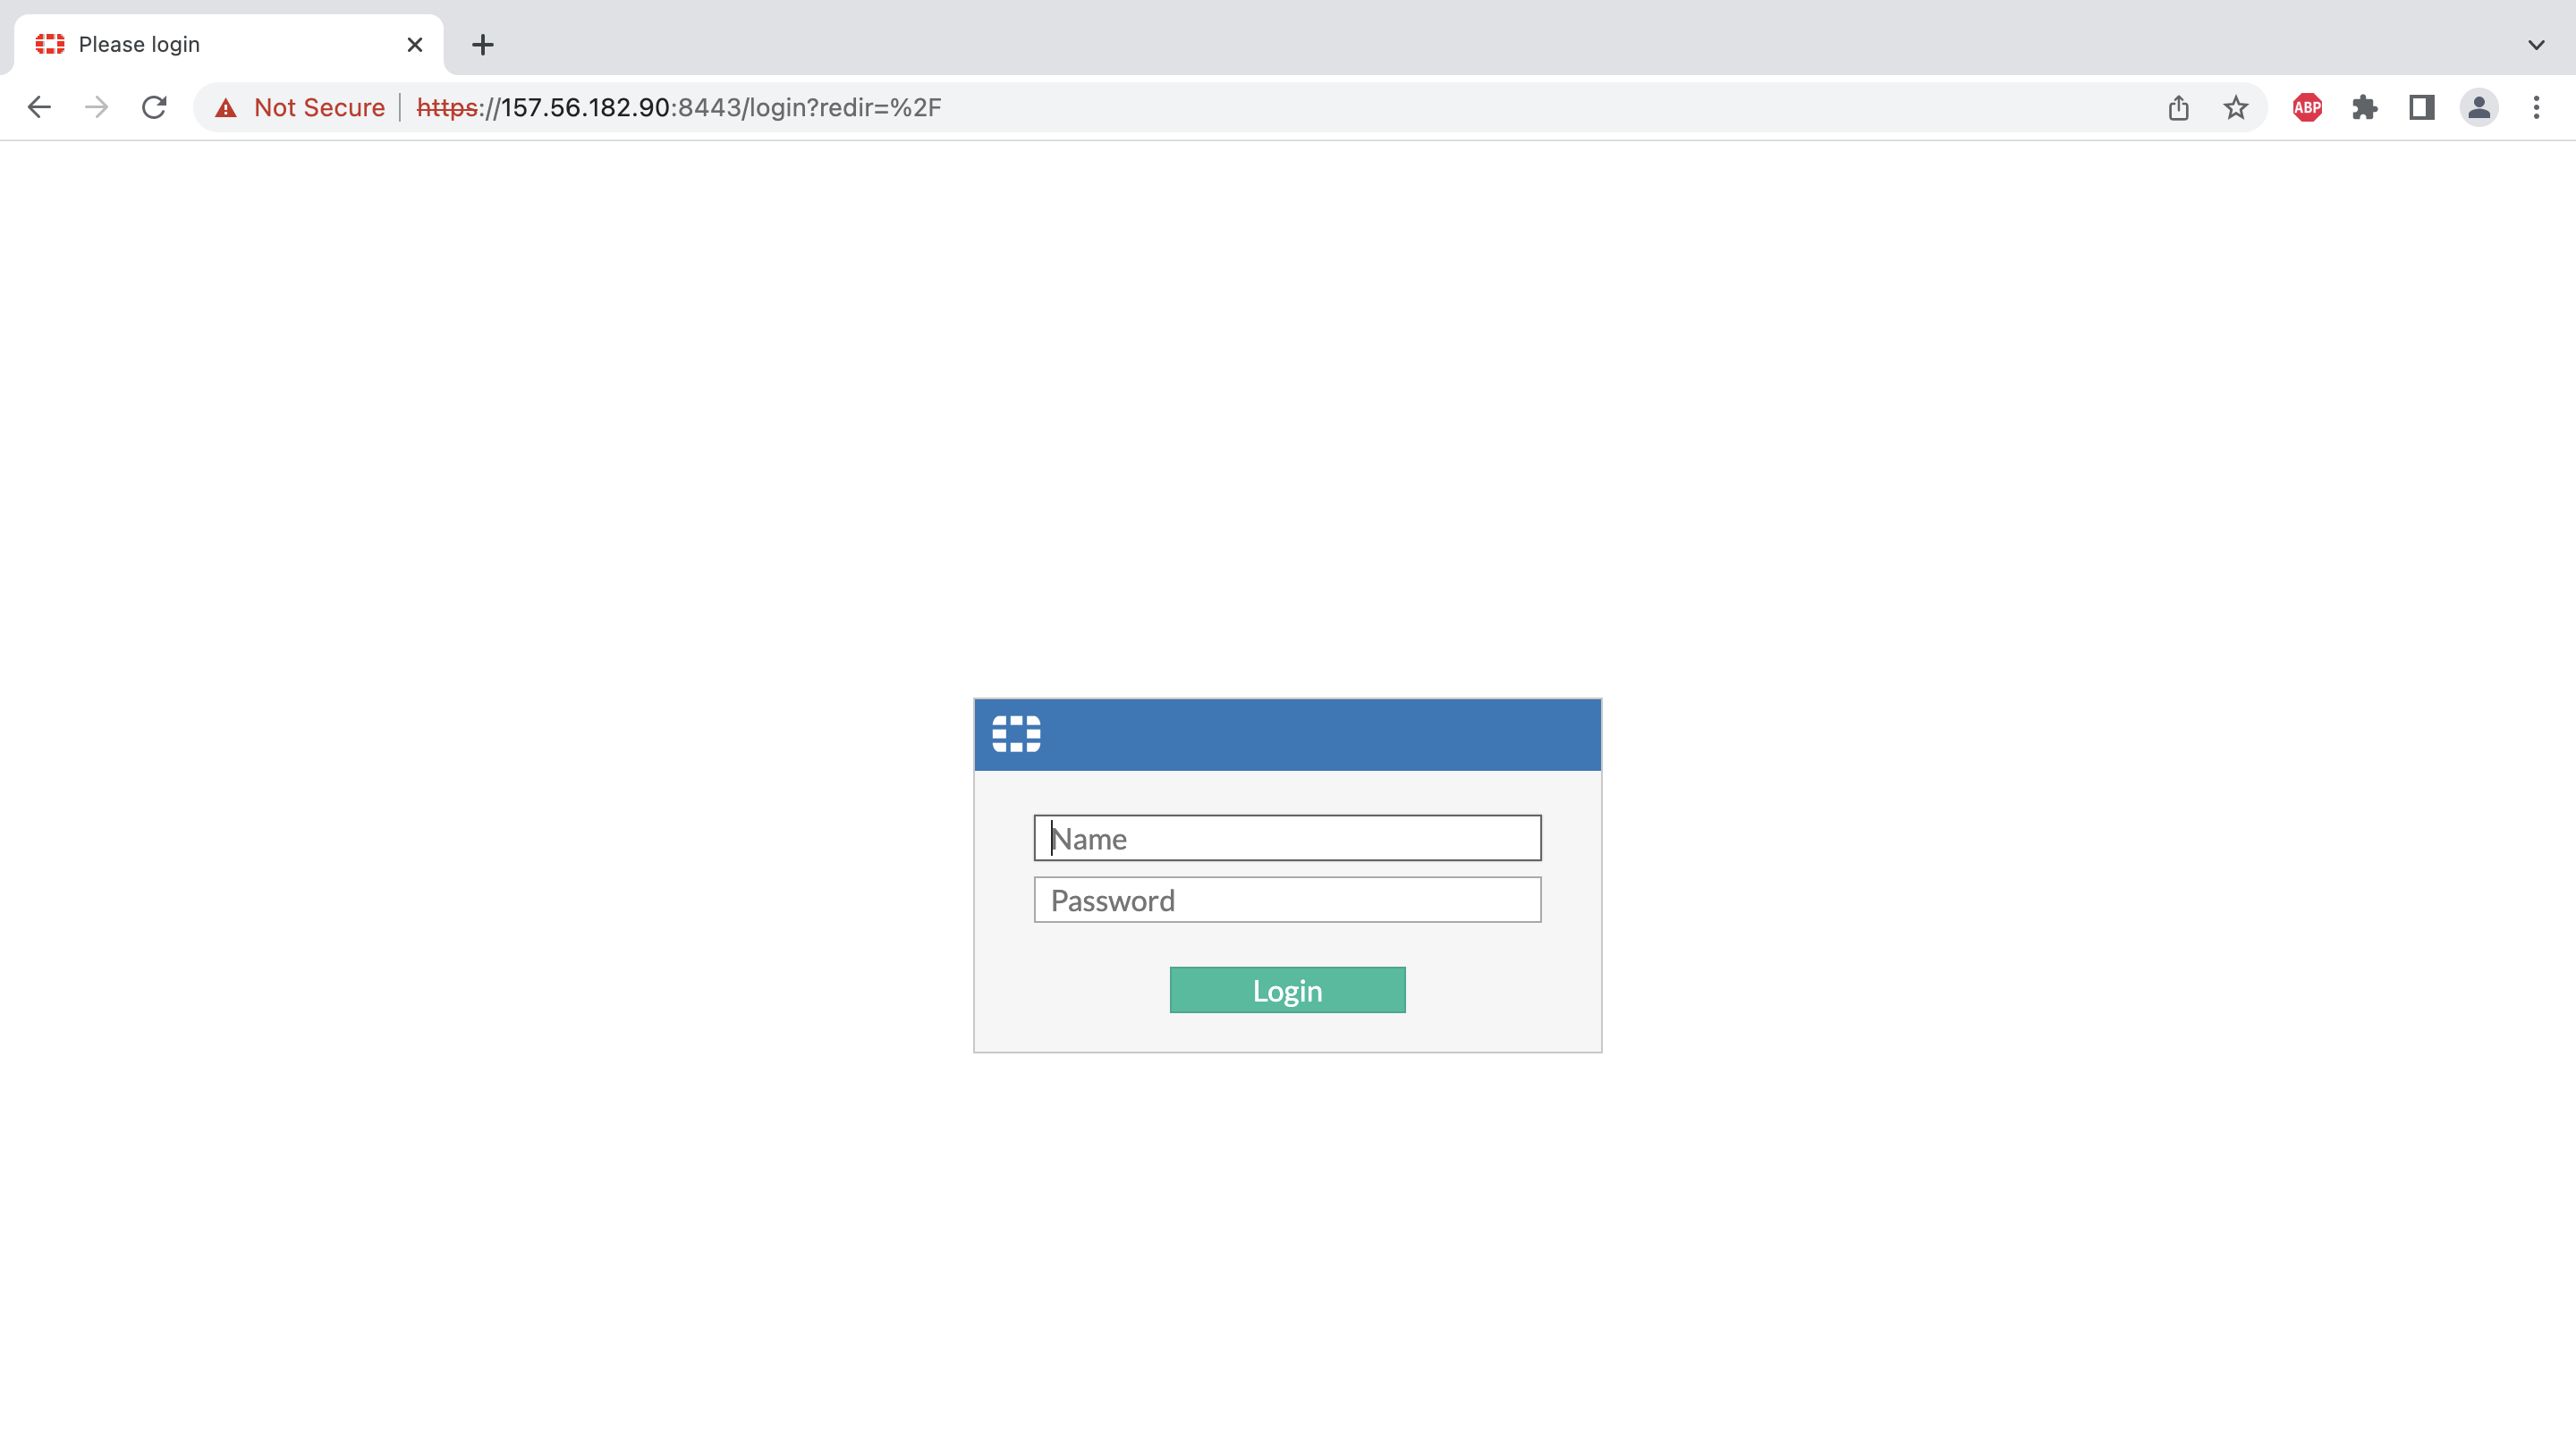 Please login
Not Secure | https://157.56.182.90:8443/login?redir=%2F
ABP
Name
Password
Login